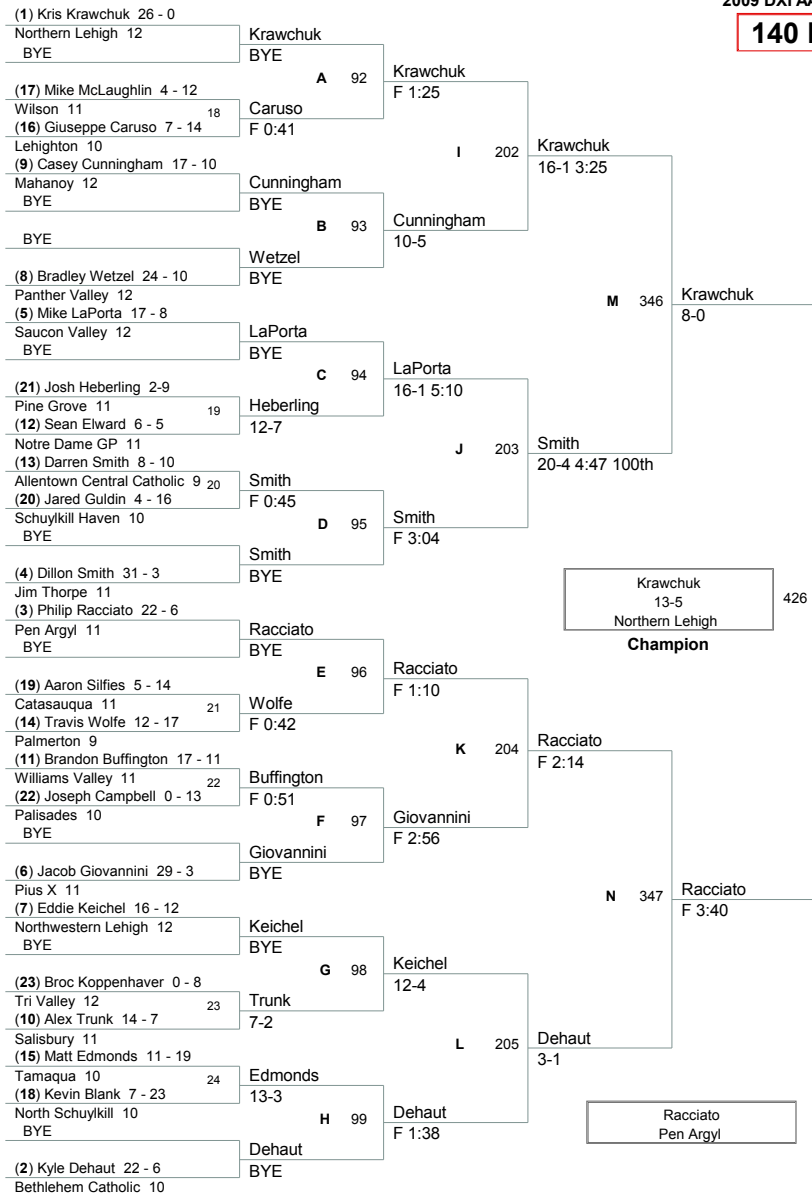 2009 DXI AA
140
(1) Kris Krawchuk 26 - 0
Northern Lehigh 12
BYE
(17) Mike McLaughlin 4 - 12
Wilson 11
18
(16) Giuseppe Caruso 7 - 14
Lehighton 10
(9) Casey Cunningham 17 - 10
Mahanoy 12
BYE
BYE
(8) Bradley Wetzel 24 - 10
Panther Valley 12
(5) Mike LaPorta 17 - 8
Saucon Valley 12
BYE
(21) Josh Heberling 2-9
Pine Grove 11
19
(12) Sean Elward 6 - 5
Notre Dame GP 11
(13) Darren Smith 8 - 10
Allentown Central Catholic 9
20
(20) Jared Guldin 4 - 16
Schuylkill Haven 10
BYE
(4) Dillon Smith 31 - 3
Jim Thorpe 11
(3) Philip Racciato 22 - 6
Pen Argyl 11
BYE
(19) Aaron Silfies 5 - 14
Catasauqua 11
21
(14) Travis Wolfe 12 - 17
Palmerton 9
(11) Brandon Buffington 17 - 11
Williams Valley 11
22
(22) Joseph Campbell 0 - 13
Palisades 10
BYE
(6) Jacob Giovannini 29 - 3
Pius X 11
(7) Eddie Keichel 16 - 12
Northwestern Lehigh 12
BYE
(23) Broc Koppenhaver 0 - 8
Tri Valley 12
23
(10) Alex Trunk 14 - 7
Salisbury 11
(15) Matt Edmonds 11 - 19
Tamaqua 10
24
(18) Kevin Blank 7 - 23
North Schuylkill 10
BYE
(2) Kyle Dehaut 22 - 6
Bethlehem Catholic 10
Krawchuk
BYE
A 92
Caruso
F 0:41
Cunningham
BYE
B 93
Wetzel
BYE
LaPorta
BYE
C 94
Heberling
12-7
Smith
F 0:45
D 95
Smith
BYE
Racciato
BYE
E 96
Wolfe
F 0:42
Buffington
F 0:51
F 97
Giovannini
BYE
Keichel
BYE
G 98
Trunk
7-2
Edmonds
13-3
H 99
Dehaut
BYE
Krawchuk
F 1:25
I 202
Cunningham
10-5
LaPorta
16-1 5:10
J 203
Smith
F 3:04
Racciato
F 1:10
K 204
Giovannini
F 2:56
Keichel
12-4
L 205
Dehaut
F 1:38
Krawchuk
16-1 3:25
M 346
Smith
20-4 4:47 100th
Racciato
F 2:14
N 347
Dehaut
3-1
Krawchuk
8-0
Racciato
F 3:40
Krawchuk
13-5
Northern Lehigh
426
Champion
Racciato
Pen Argyl